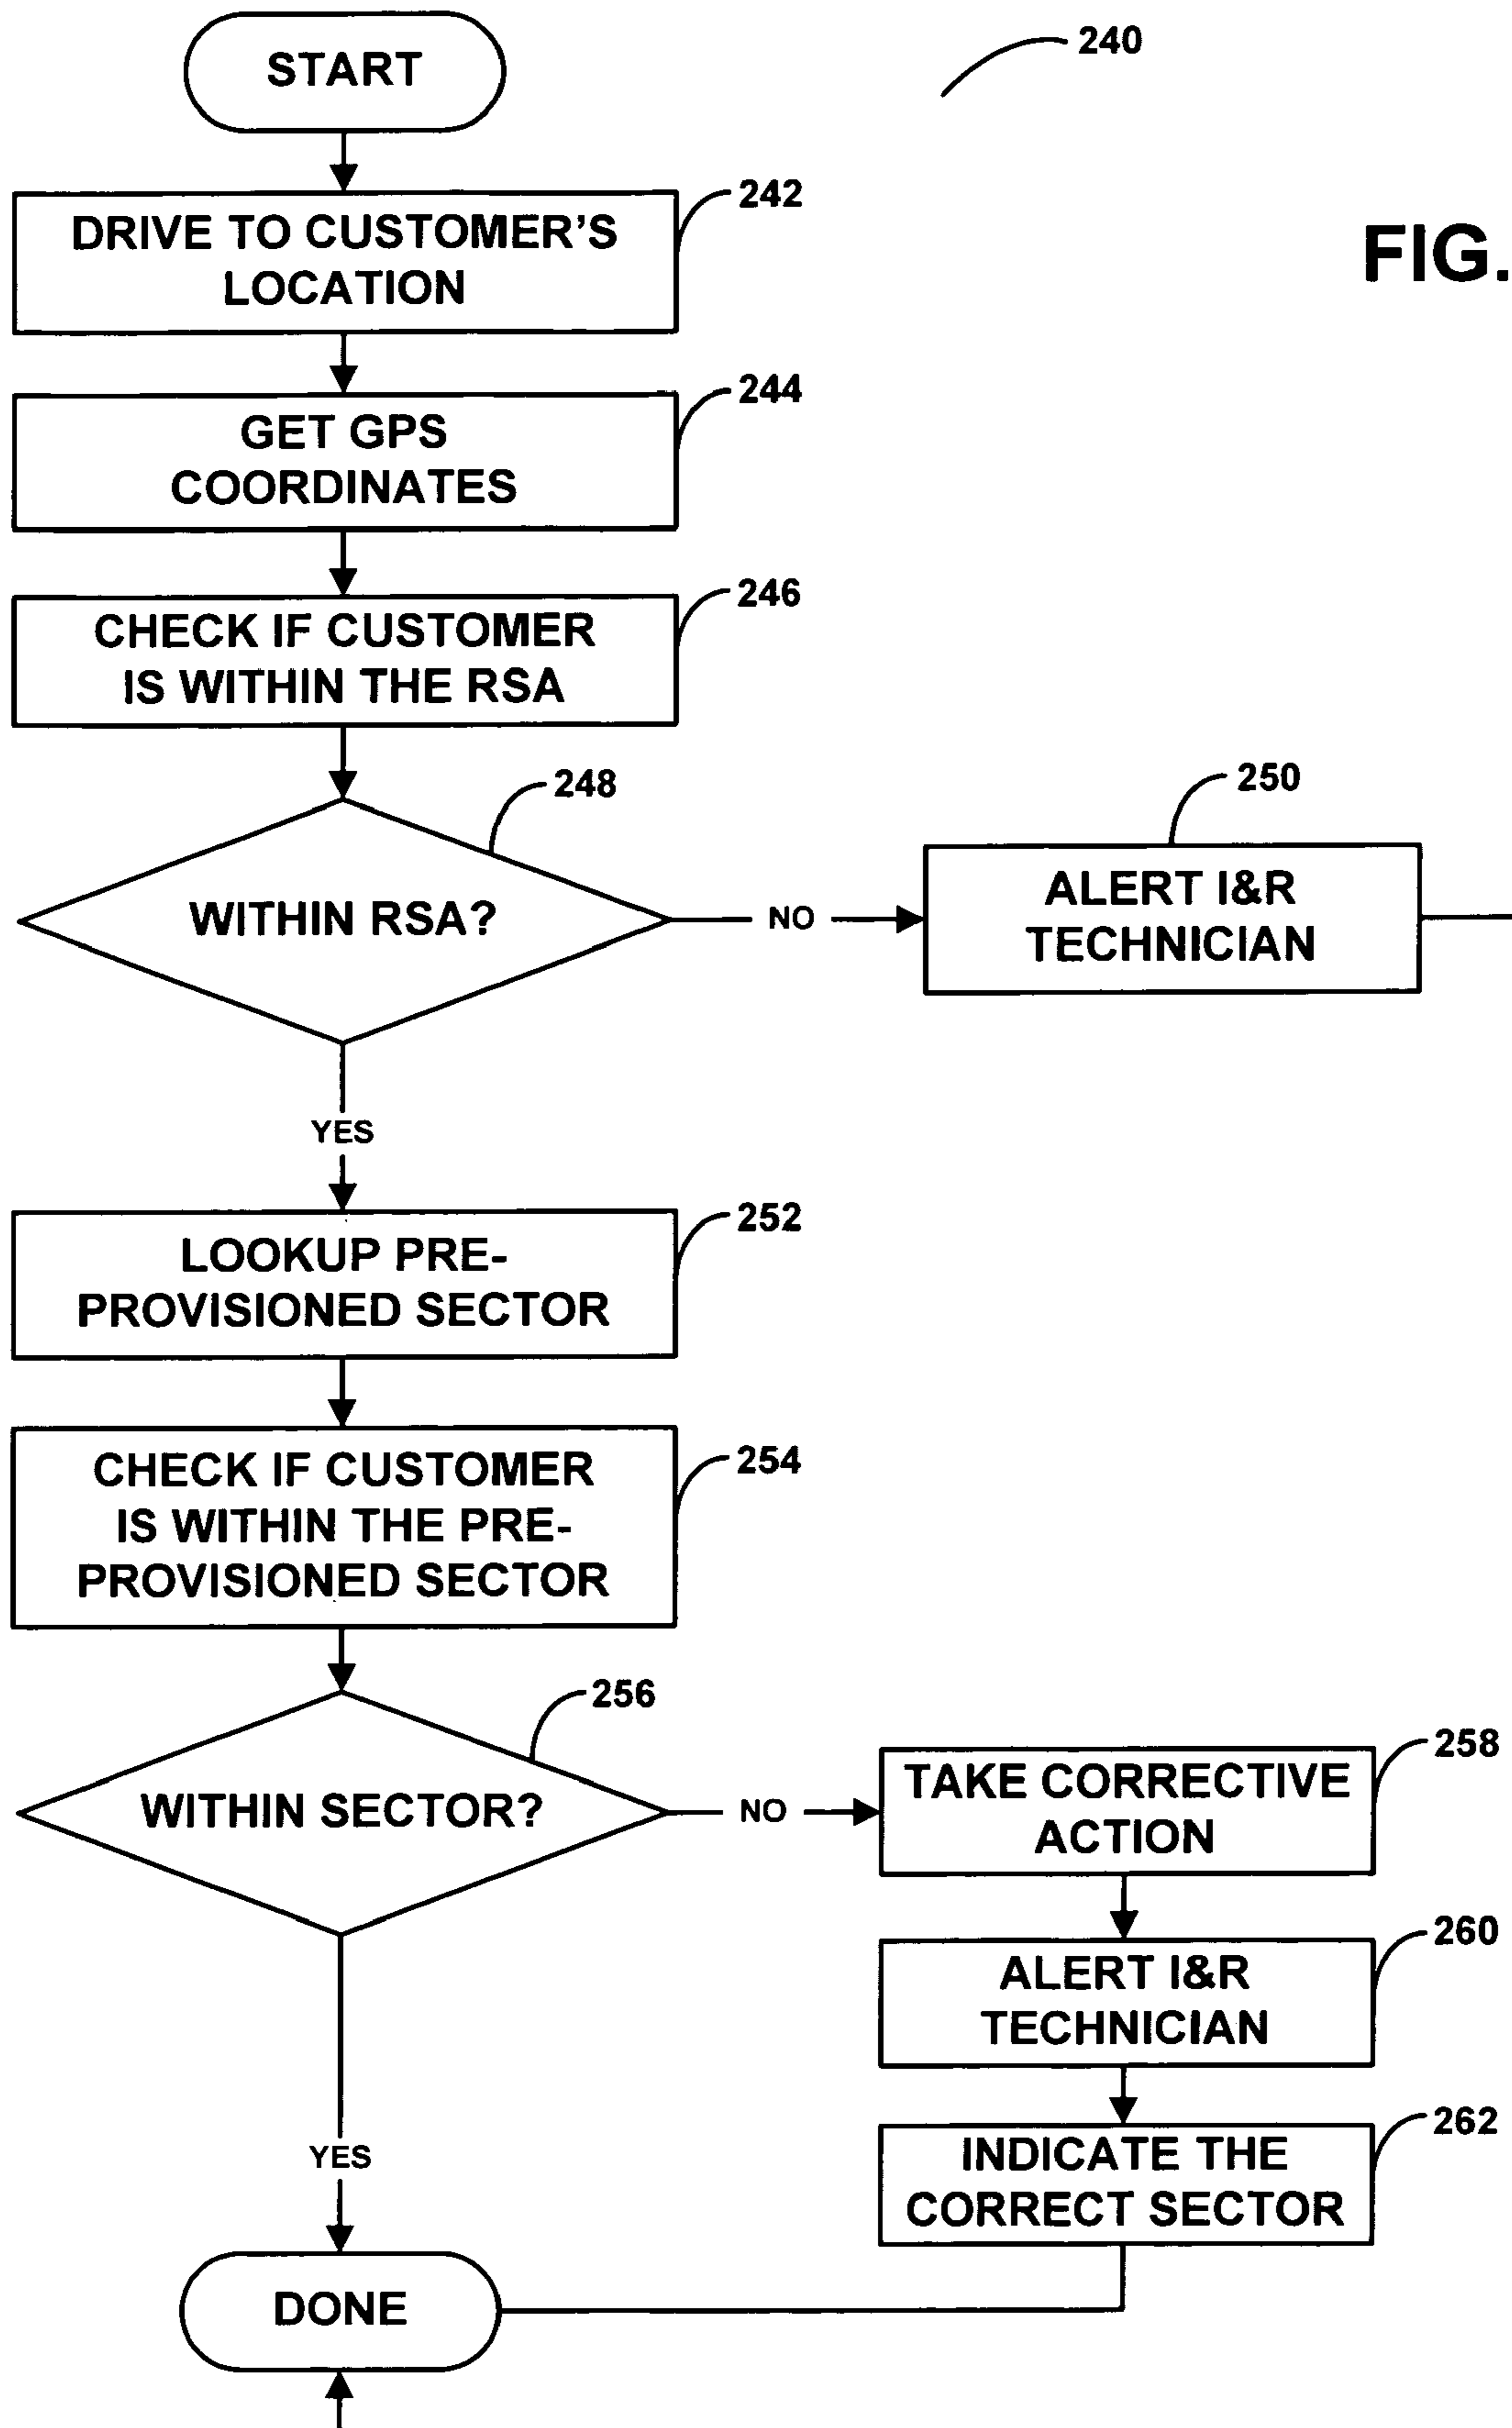 START
240
242
DRIVE TO CUSTOMER'S
LOCATION
FIG.
244
GET GPS
COORDINATES
246
CHECK IF CUSTOMER
IS WITHIN THE RSA
248
WITHIN RSA?
NO
250
ALERT I&R
TECHNICIAN
YES
252
LOOKUP PRE-
PROVISIONED SECTOR
254
CHECK IF CUSTOMER
IS WITHIN THE PRE-
PROVISIONED SECTOR
256
WITHIN SECTOR?
NO
258
TAKE CORRECTIVE
ACTION
260
ALERT I&R
TECHNICIAN
262
INDICATE THE
CORRECT SECTOR
YES
DONE